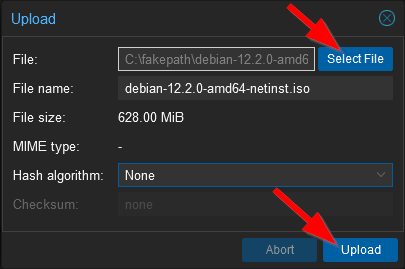 Upload
File: C:\fakepath\debian-12.2.0-amd6 Select File
File name: debian-12.2.0-amd64-netinst.iso
File size: 628.00 MiB
MIME type: -
Hash algorithm: None
Checksum: none
Abort Upload